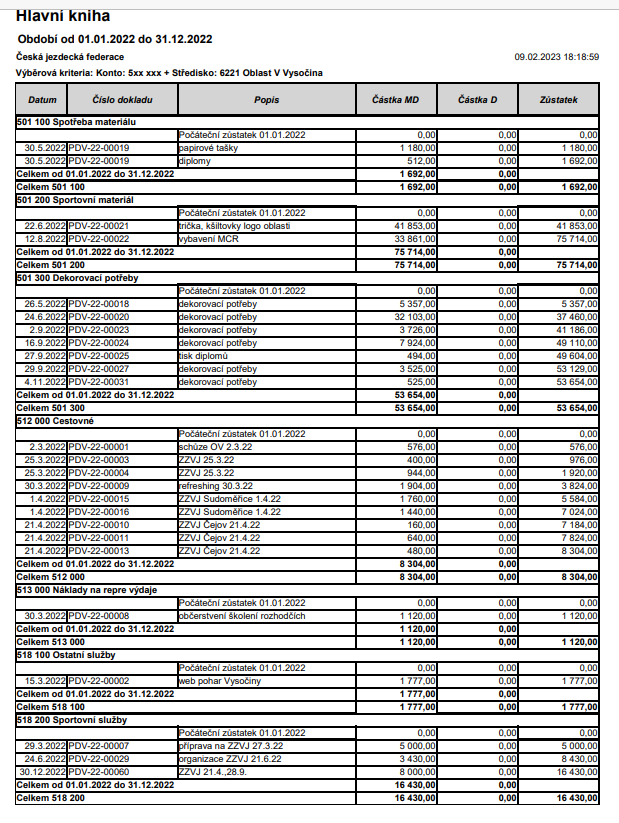 Hlavní kniha
Období od 01.01.2022 do 31.12.2022
Česká jezdecká federace 09.02.2023 18:18:59
Výběrová kriteria: Konto: 5xx xxx + Středisko: 6221 Oblast V Vysočina
Datum Číslo dokladu Popis Částka MD Částka D Zůstatek
501 100 Spotřeba materiálu
Počáteční zůstatek 01.01.2022 0,00 0,00 0,00
30.5.2022 PDV-22-00019 papírové tašky 1 180,00 0,00 1 180,00
30.5.2022 PDV-22-00019 diplomy 512,00 0,00 1 692,00
Celkem od 01.01.2022 do 31.12.2022 1 692,00 0,00
Celkem 501 100 1 692,00 0,00 1 692,00
501 200 Sportovní materiál
Počáteční zůstatek 01.01.2022 0,00 0,00 0,00
22.6.2022 PDV-22-00021 trička, kšiltovky logo oblasti 41 853,00 0,00 41 853,00
12.8.2022 PDV-22-00022 vybavení MCR 33 861,00 0,00 75 714,00
Celkem od 01.01.2022 do 31.12.2022 75 714,00 0,00
Celkem 501 200 75 714,00 0,00 75 714,00
501 300 Dekorovací potřeby
Počáteční zůstatek 01.01.2022 0,00 0,00 0,00
26.5.2022 PDV-22-00018 dekorovací potřeby 5 357,00 0,00 5 357,00
24.6.2022 PDV-22-00020 dekorovací potřeby 32 103,00 0,00 37 460,00
2.9.2022 PDV-22-00023 dekorovací potřeby 3 726,00 0,00 41 186,00
16.9.2022 PDV-22-00024 dekorovací potřeby 7 924,00 0,00 49 110,00
27.9.2022 PDV-22-00025 tisk diplomů 494,00 0,00 49 604,00
29.9.2022 PDV-22-00027 dekorovací potřeby 3 525,00 0,00 53 129,00
4.11.2022 PDV-22-00031 dekorovací potřeby 525,00 0,00 53 654,00
Celkem od 01.01.2022 do 31.12.2022 53 654,00 0,00
Celkem 501 300 53 654,00 0,00 53 654,00
512 000 Cestovné
Počáteční zůstatek 01.01.2022 0,00 0,00 0,00
2.3.2022 PDV-22-00001 schůze OV 2.3.22 576,00 0,00 576,00
25.3.2022 PDV-22-00003 ZZVJ 25.3.22 400,00 0,00 976,00
25.3.2022 PDV-22-00004 ZZVJ 25.3.22 944,00 0,00 1 920,00
30.3.2022 PDV-22-00009 refreshing 30.3.22 1 904,00 0,00 3 824,00
1.4.2022 PDV-22-00015 ZZVJ Sudoměřice 1.4.22 1 760,00 0,00 5 584,00
1.4.2022 PDV-22-00016 ZZVJ Sudoměřice 1.4.22 1 440,00 0,00 7 024,00
21.4.2022 PDV-22-00010 ZZVJ Čejov 21.4.22 160,00 0,00 7 184,00
21.4.2022 PDV-22-00011 ZZVJ Čejov 21.4.22 640,00 0,00 7 824,00
21.4.2022 PDV-22-00013 ZZVJ Čejov 21.4.22 480,00 0,00 8 304,00
Celkem od 01.01.2022 do 31.12.2022 8 304,00 0,00
Celkem 512 000 8 304,00 0,00 8 304,00
513 000 Náklady na repre výdaje
Počáteční zůstatek 01.01.2022 0,00 0,00 0,00
30.3.2022 PDV-22-00008 občerstvení školení rozhodčích 1 120,00 0,00 1 120,00
Celkem od 01.01.2022 do 31.12.2022 1 120,00 0,00
Celkem 513 000 1 120,00 0,00 1 120,00
518 100 Ostatní služby
Počáteční zůstatek 01.01.2022 0,00 0,00 0,00
15.3.2022 PDV-22-00002 web pohar Vysočiny 1 777,00 0,00 1 777,00
Celkem od 01.01.2022 do 31.12.2022 1 777,00 0,00
Celkem 518 100 1 777,00 0,00 1 777,00
518 200 Sportovní služby
Počáteční zůstatek 01.01.2022 0,00 0,00 0,00
29.3.2022 PDV-22-00007 příprava na ZZVJ 27.3.22 5 000,00 0,00 5 000,00
24.6.2022 PDV-22-00029 organizace ZZVJ 21.6.22 3 430,00 0,00 8 430,00
30.12.2022 PDV-22-00060 ZZVJ 21.4.,28.9. 8 000,00 0,00 16 430,00
Celkem od 01.01.2022 do 31.12.2022 16 430,00 0,00
Celkem 518 200 16 430,00 0,00 16 430,00